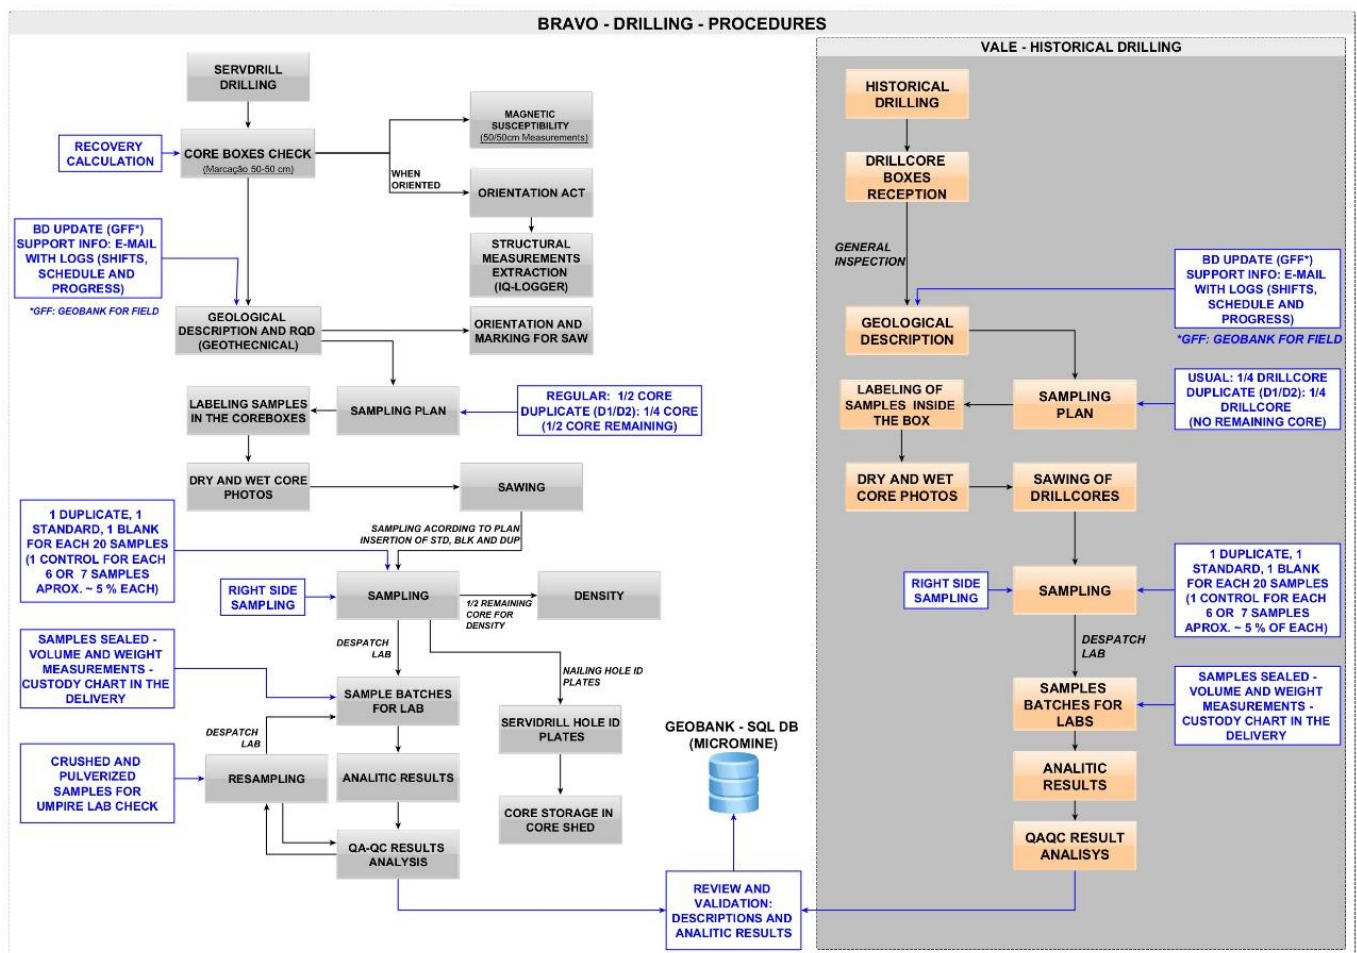 BRAVO - DRILLING - PROCEDURES
SERVDRILL
DRILLING
RECOVERY
CALCULATION
CORE BOXES CHECK
(Marcação 50-50 cm)
MAGNETIC
SUSCEPTIBILITY
(50/50cm Measurements)
WHEN
ORIENTED
ORIENTATION ACT
STRUCTURAL
MEASUREMENTS
EXTRACTION
(IQ-LOGGER)
BD UPDATE (GFF*)
SUPPORT INFO: E-MAIL
WITH LOGS (SHIFTS,
SCHEDULE AND
PROGRESS)
*GFF: GEOBANK FOR FIELD
GEOLOGICAL
DESCRIPTION AND RQD
(GEOTHECNICAL)
ORIENTATION AND
MARKING FOR SAW
LABELING SAMPLES
IN THE COREBOXES
SAMPLING PLAN
REGULAR: 1/2 CORE
DUPLICATE (D1/D2): 1/4 CORE
(1/2 CORE REMAINING)
DRY AND WET CORE
PHOTOS
SAWING
SAMPLING ACORDING TO PLAN
INSERTION OF STD, BLK AND DUP
1 DUPLICATE, 1
STANDARD, 1 BLANK
FOR EACH 20 SAMPLES
(1 CONTROL FOR EACH
6 OR 7 SAMPLES
APROX. ~ 5 % EACH)
RIGHT SIDE
SAMPLING
SAMPLING
1/2 REMAINING
CORE FOR
DENSITY
DENSITY
DESPATCH
LAB
SAMPLES SEALED -
VOLUME AND WEIGHT
MEASUREMENTS -
CUSTODY CHART IN THE
DELIVERY
NAILING HOLE ID
PLATES
SAMPLE BATCHES
FOR LAB
SERVDRILL HOLE ID
PLATES
DESPATCH
LAB
CRUSHED AND
PULVERIZED
SAMPLES FOR
UMPIRE LAB CHECK
RESAMPLING
ANALITIC RESULTS
CORE STORAGE IN
CORE SHED
QA-QC RESULTS
ANALYSIS
GEOBANK - SQL DB
(MICROMINE)
REVIEW AND
VALIDATION:
DESCRIPTIONS AND
ANALITIC RESULTS
VALE - HISTORICAL DRILLING
HISTORICAL
DRILLING
DRILLCORE
BOXES
RECEPTION
GENERAL
INSPECTION
BD UPDATE (GFF*)
SUPPORT INFO: E-MAIL
WITH LOGS (SHIFTS,
SCHEDULE AND
PROGRESS)
*GFF: GEOBANK FOR FIELD
GEOLOGICAL
DESCRIPTION
LABELING OF
SAMPLES INSIDE
THE BOX
SAMPLING
PLAN
USUAL: 1/4 DRILLCORE
DUPLICATE (D1/D2): 1/4
DRILLCORE
(NO REMAINING CORE)
DRY AND WET
CORE PHOTOS
SAWING OF
DRILLCORES
RIGHT SIDE
SAMPLING
SAMPLING
1 DUPLICATE, 1
STANDARD, 1 BLANK
FOR EACH 20 SAMPLES
(1 CONTROL FOR EACH
6 OR 7 SAMPLES
APROX. ~ 5 % OF EACH)
DESPATCH
LAB
SAMPLES
BATCHES FOR
LABS
SAMPLES SEALED -
VOLUME AND WEIGHT
MEASUREMENTS -
CUSTODY CHART IN THE
DELIVERY
ANALITIC
RESULTS
QAQC RESULT
ANALISYS